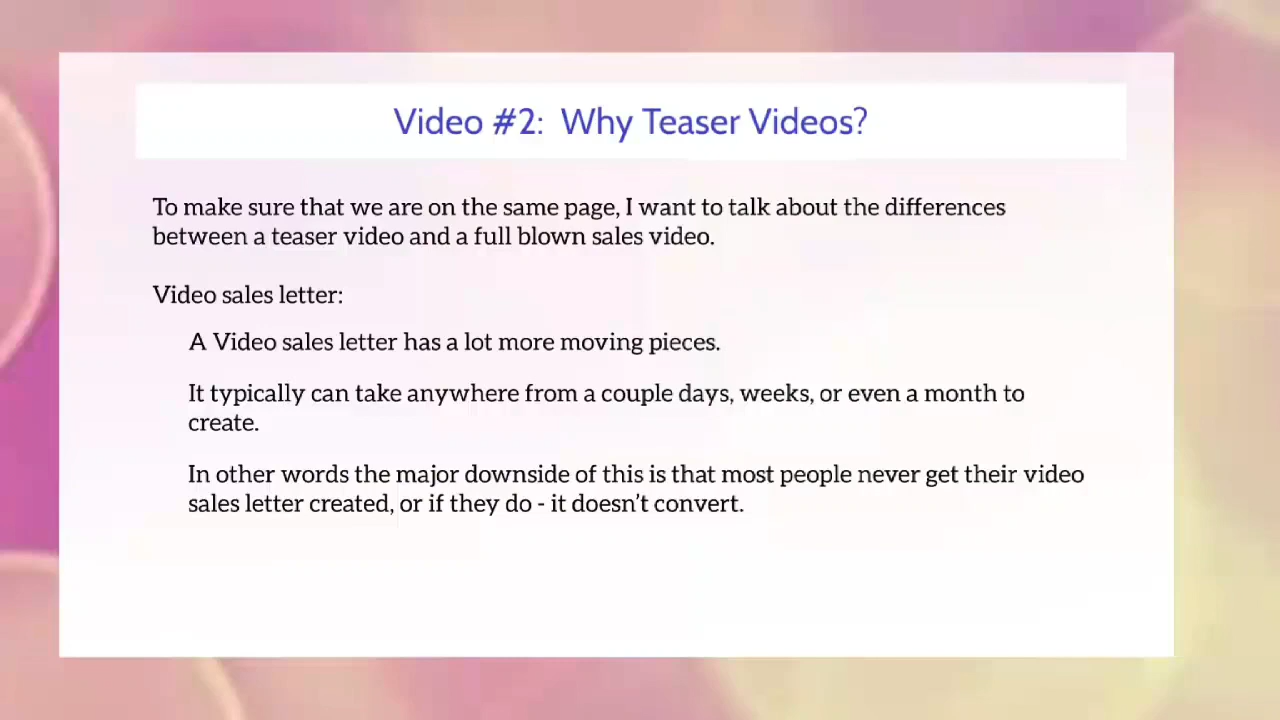 Video #2:  Why Teaser Videos?
To make sure that we are on the same page, I want to talk about the differences
between a teaser video and a full blown sales video.
Video sales letter:
A Video sales letter has a lot more moving pieces.
It typically can take anywhere from a couple days, weeks, or even a month to
create.
In other words the major downside of this is that most people never get their video
sales letter created, or if they do - it doesn’t convert.